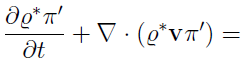 ∂ϱ*π′/∂t + ∇ · (ϱ*vπ′) =